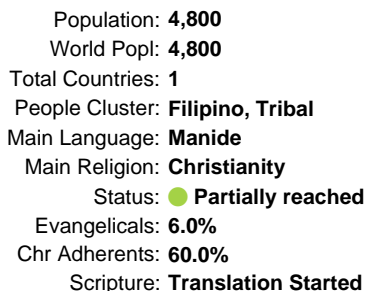 Population: 4,800
World Popl: 4,800
Total Countries: 1
People Cluster: Filipino, Tribal
Main Language: Manide
Main Religion: Christianity
Status: Partially reached
Evangelicals: 6.0%
Chr Adherents: 60.0%
Scripture: Translation Started